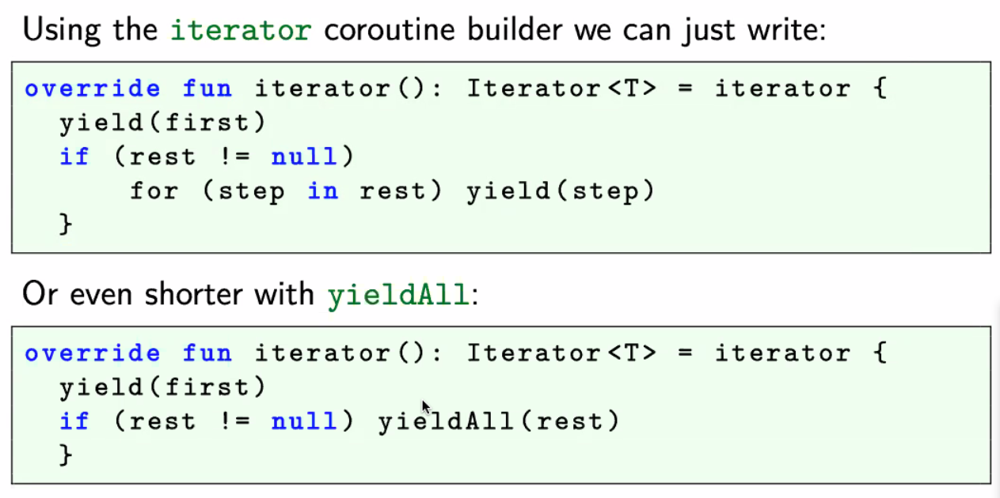 Using the iterator coroutine builder we can just write:
override fun iterator(): Iterator<T> = iterator {
  yield(first)
  if (rest != null)
      for (step in rest) yield(step)
  }
Or even shorter with yieldAll:
override fun iterator(): Iterator<T> = iterator {
  yield(first)
  if (rest != null) yieldAll(rest)
  }